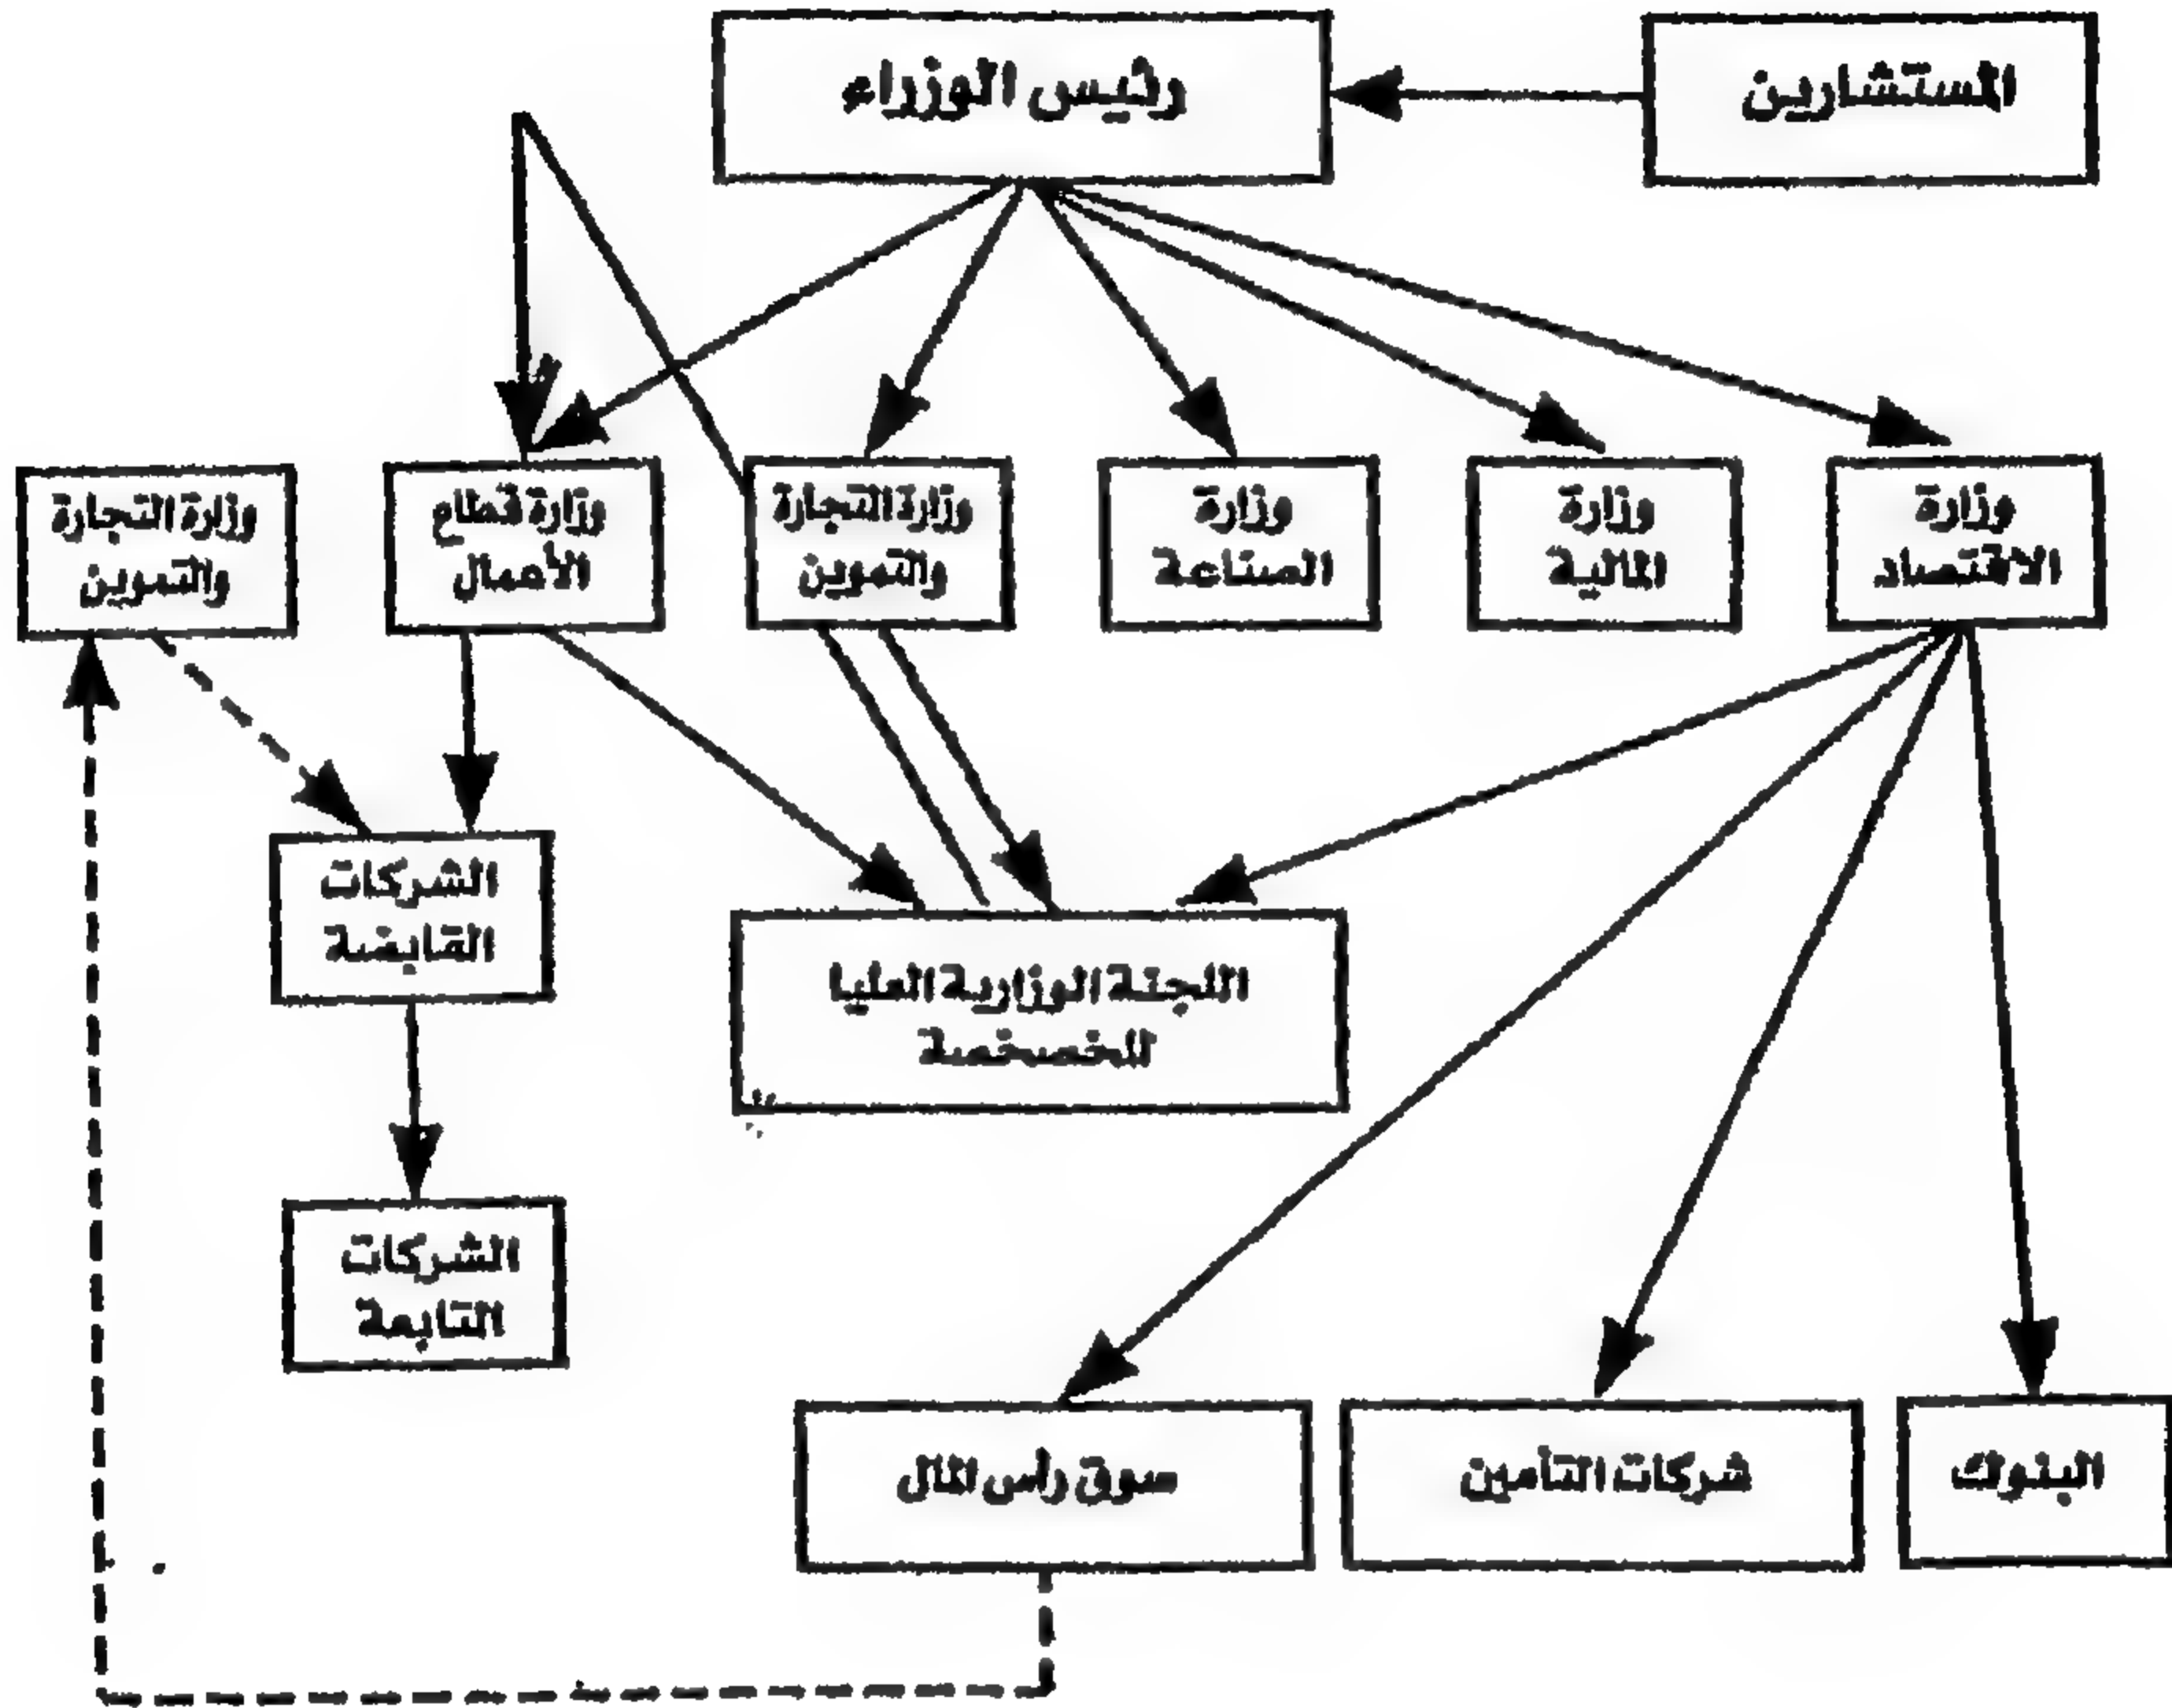 المستشارين
رئيس الوزراء
وزارة
الاقتصاد
وزارة
المالية
وزارة
الصناعة
وزارة التجارة
والتموين
وزارة قطاع
الأعمال
وزارة التجارة
والتموين
الشركات
القابضة
اللجنة الوزارية العليا
للخصخصة
الشركات
التابعة
البنوك
شركات التأمين
سوق رأس المال